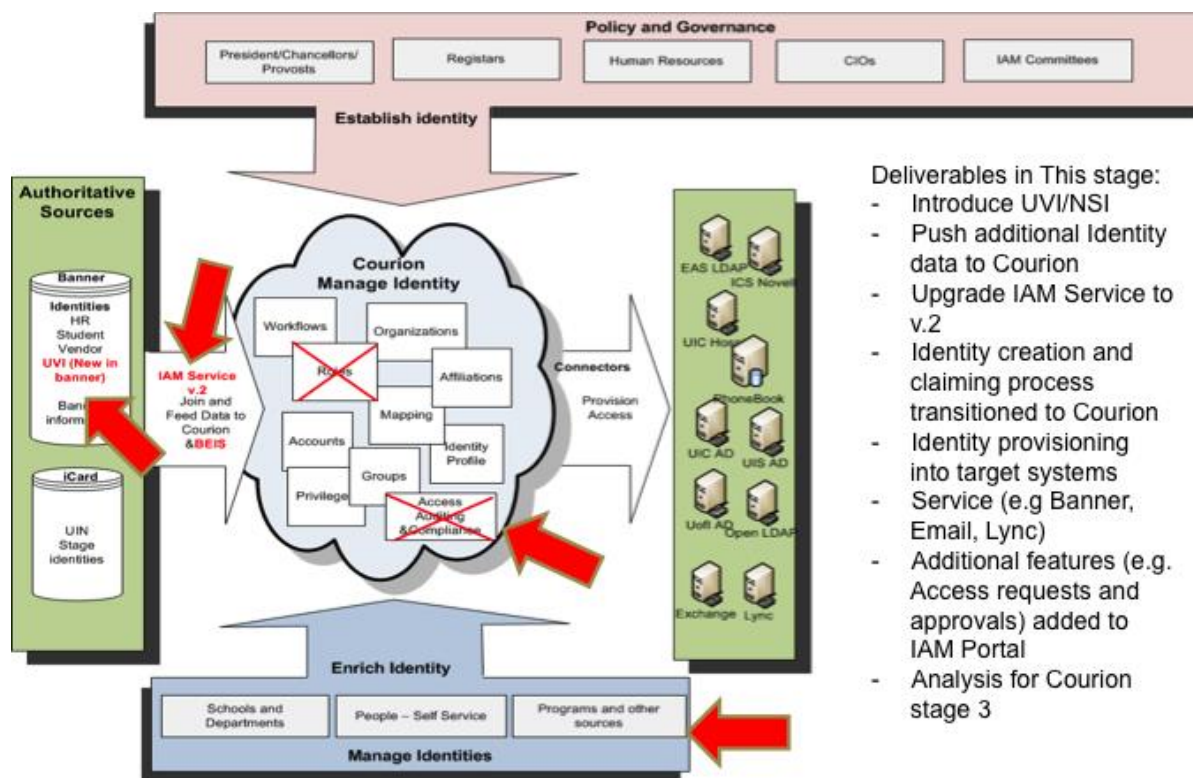 Policy and Governance
President/Chancellors/
Provosts
Registars
Human Resources
CIOs
IAM Committees
Establish identity
Authoritative
Sources
Banner
Identities
HR
Student
Vendor
UVI (New in
banner)
iCard
UIN
Stage
identities
IAM Service
v.2
Join and
Feed Data to
Courion
&BEIS
Courion
Manage Identity
Workflows
Organizations
Roles
Affiliations
Mapping
Accounts
Identity
Profile
Groups
Privilege
Access
Auditing
&Compliance
Connectors
Provision
Access
EAS LDAP
ICS Novell
UIC
PhoneBook
UIC AD
UIS AD
UofI AD
Open LDAP
Exchange
Lync
Enrich Identity
Schools and
Departments
People – Self Service
Programs and other
sources
Manage Identities
Deliverables in This stage:
- Introduce UVI/NSI
- Push additional Identity
data to Courion
- Upgrade IAM Service to
v.2
- Identity creation and
claiming process
transitioned to Courion
- Identity provisioning
into target systems
- Service (e.g Banner,
Email, Lync)
- Additional features (e.g.
Access requests and
approvals) added to
IAM Portal
- Analysis for Courion
stage 3